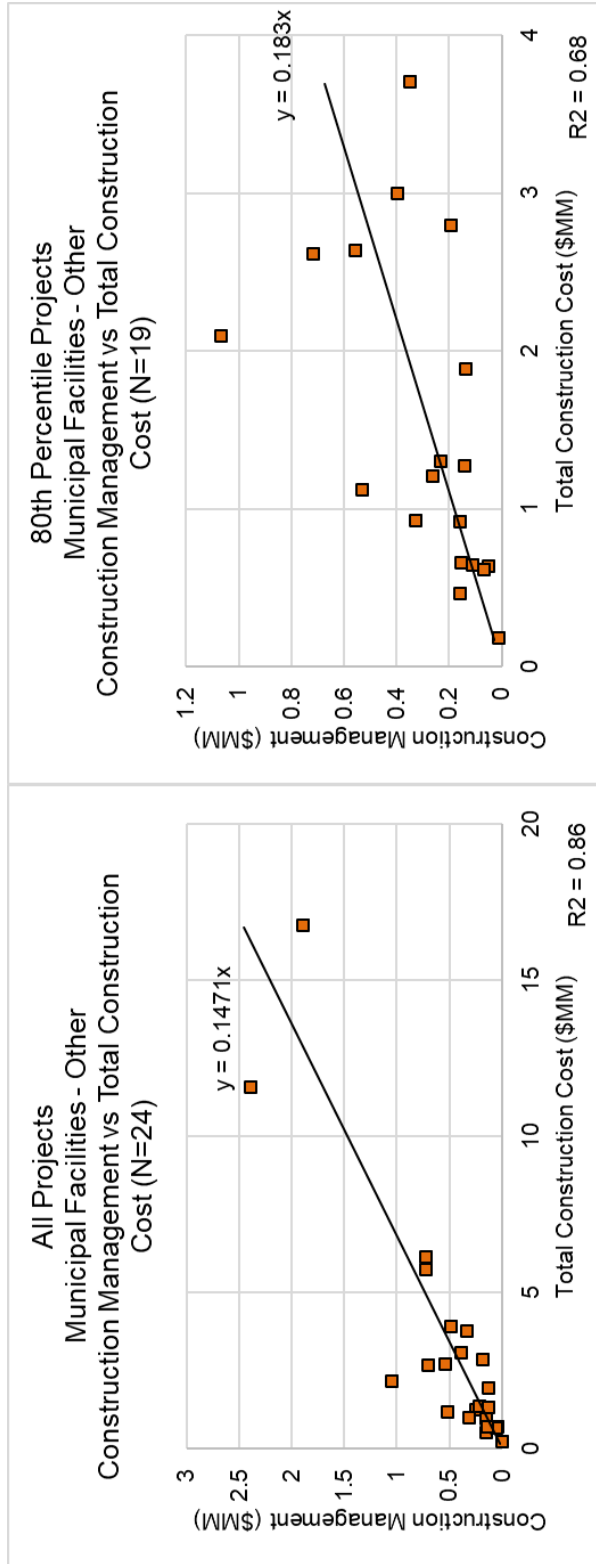 All Projects
Municipal Facilities - Other
Construction Management vs Total Construction
Cost (N=24)
Construction Management ($MM)
3
2.5
2
1.5
1
0.5
0
y = 0.1471x
0
5
10
15
20
Total Construction Cost ($MM)
R2 = 0.86
80th Percentile Projects
Municipal Facilities - Other
Construction Management vs Total Construction
Cost (N=19)
Construction Management ($MM)
1.2
1
0.8
0.6
0.4
0.2
0
y = 0.183x
0
1
2
3
4
Total Construction Cost ($MM)
R2 = 0.68